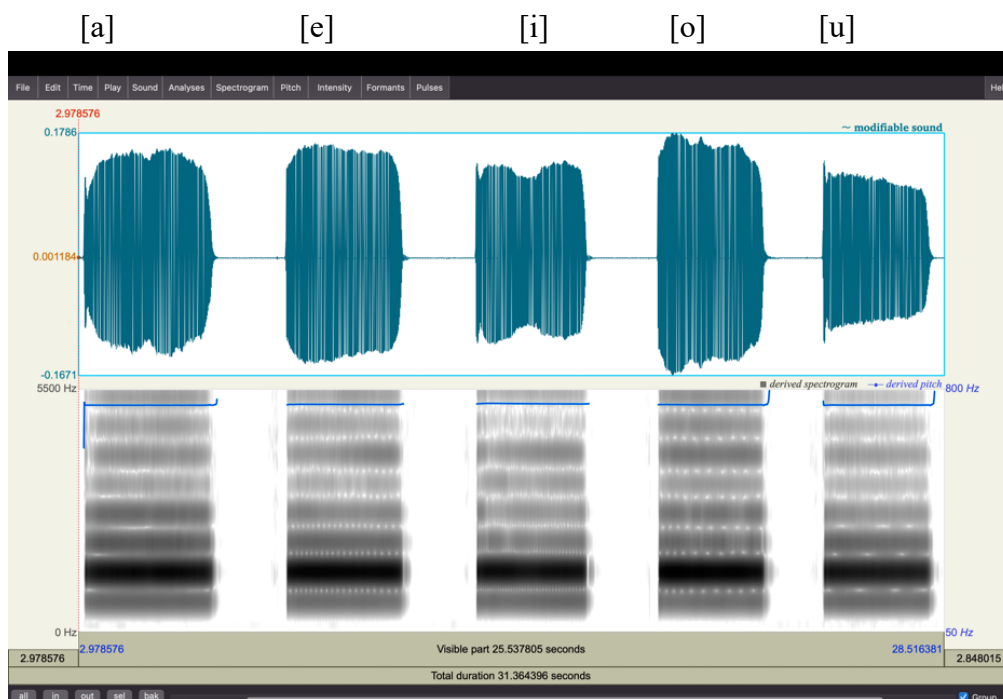 [a] [e] [i] [o] [u]
File Edit Time Play Sound Analyses Spectrogram Pitch Intensity Formants Pulses Hel
2.978576
0.1786
~ modifiable sound
0.001184
-0.1671
5500 Hz
derived spectrogram derived pitch
800 Hz
0 Hz
50 Hz
2.978576 Visible part 25.537805 seconds 28.516381
2.978576 2.848015
Total duration 31.364396 seconds
all in out sel bak Group